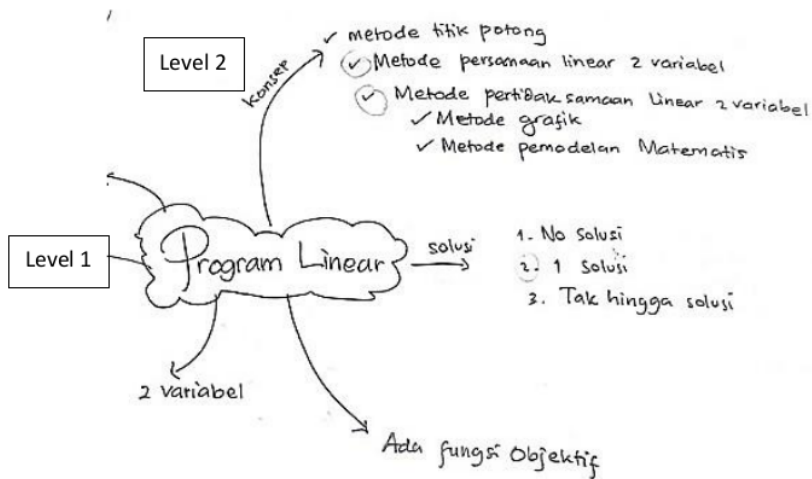 Level 2
konsep
✓ metode titik potong
✓ Metode persamaan linear 2 variabel
✓ Metode pertidaksamaan Linear 2 variabel
✓ Metode grafik
✓ Metode pemodelan Matematis
Level 1
Program Linear
solusi
1. No Solusi
2. 1 Solusi
3. Tak hingga solusi
2 variabel
Ada fungsi Objektif